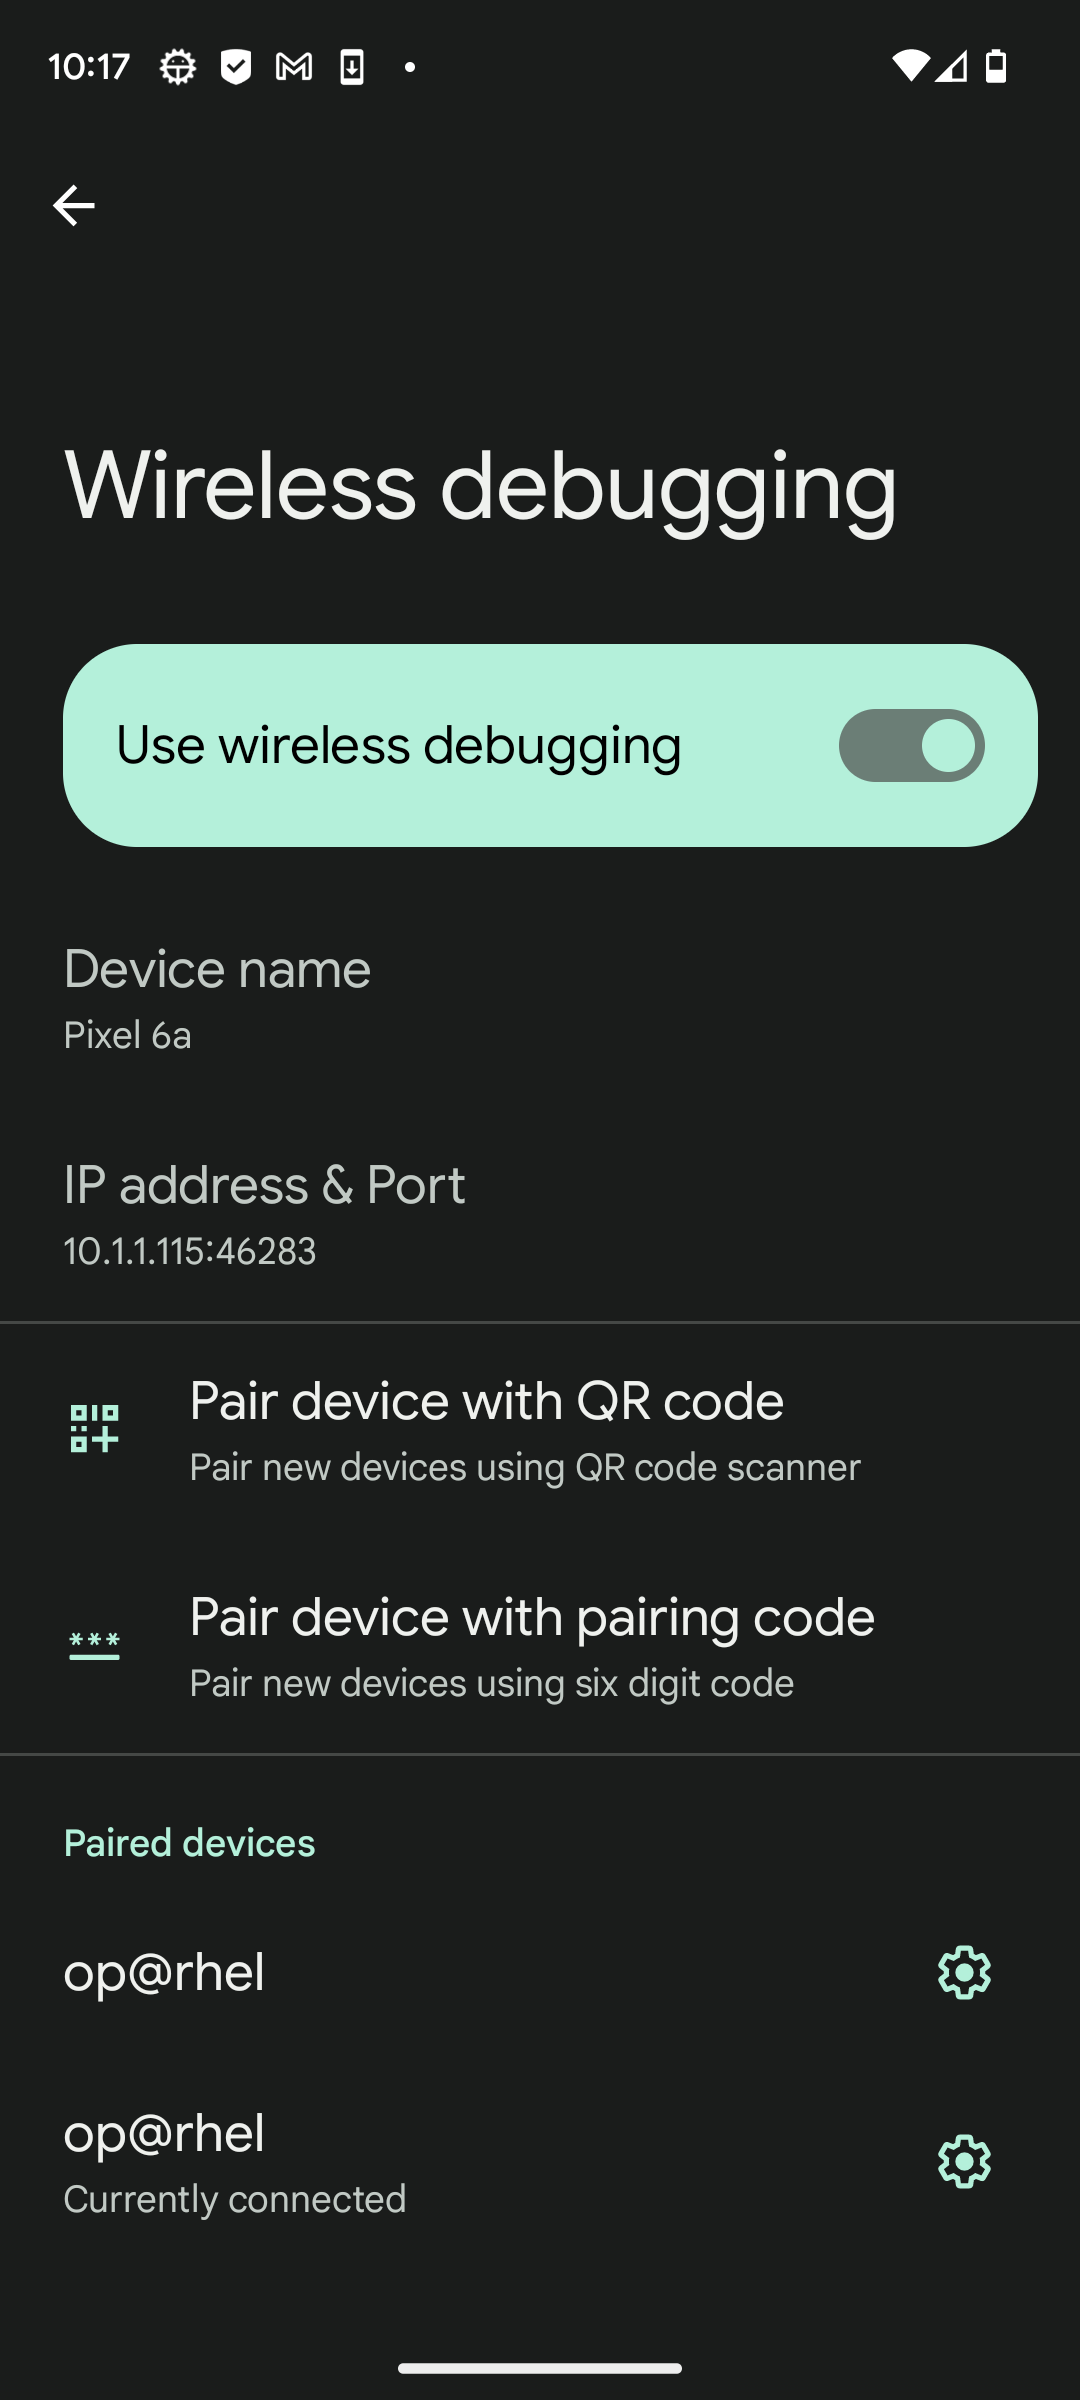 10:17
Wireless debugging
Use wireless debugging
Device name
Pixel 6a
IP address & Port
10.1.1.115:46283
Pair device with QR code
Pair new devices using QR code scanner
Pair device with pairing code
Pair new devices using six digit code
Paired devices
op@rhel
op@rhel
Currently connected